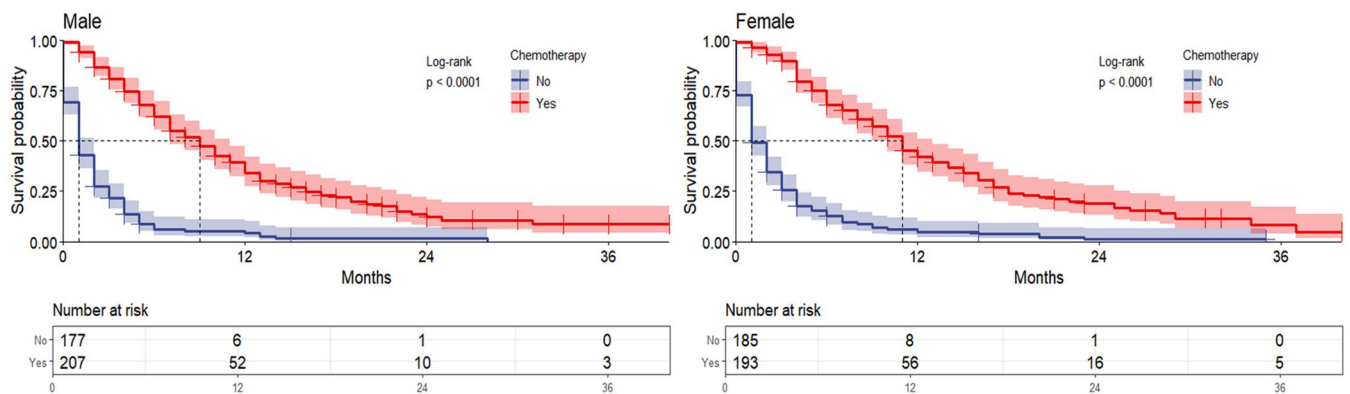 Male
Survival probability
1.00
0.75
0.50
0.25
0.00
0
12
24
36
Months
Log-rank
p < 0.0001
Chemotherapy
No
Yes
Number at risk
No 177 6 1 0
Yes 207 52 10 3
0 12 24 36
Female
Survival probability
1.00
0.75
0.50
0.25
0.00
0
12
24
36
Months
Log-rank
p < 0.0001
Chemotherapy
No
Yes
Number at risk
No 185 8 1 0
Yes 193 56 16 5
0 12 24 36